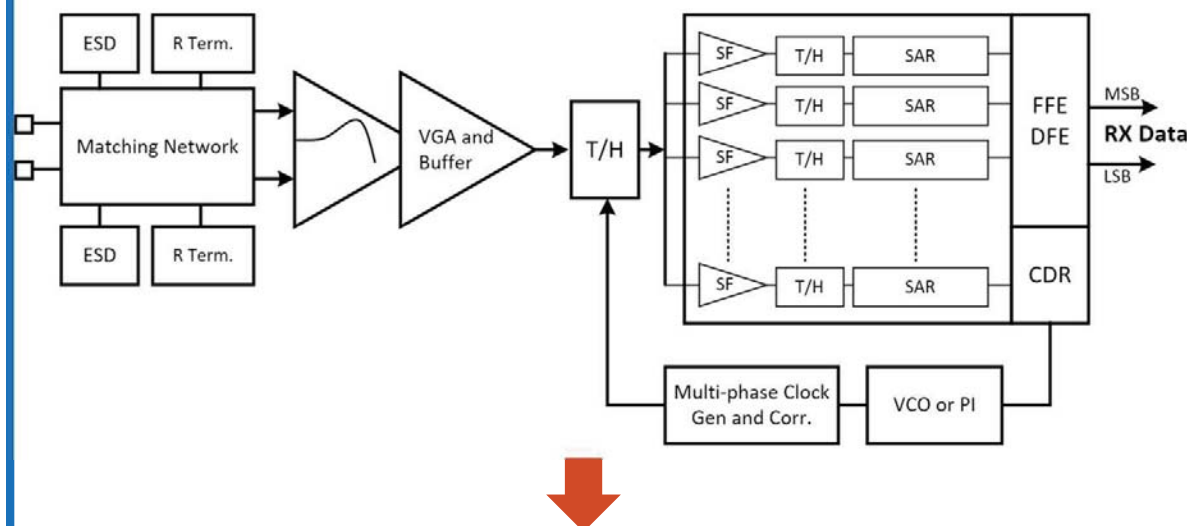 ESD
R Term.
Matching Network
ESD
R Term.
VGA and
Buffer
T/H
SF
T/H
SAR
SF
T/H
SAR
SF
T/H
SAR
SF
T/H
SAR
FFE
DFE
CDR
MSB
RX Data
LSB
Multi-phase Clock
Gen and Corr.
VCO or PI